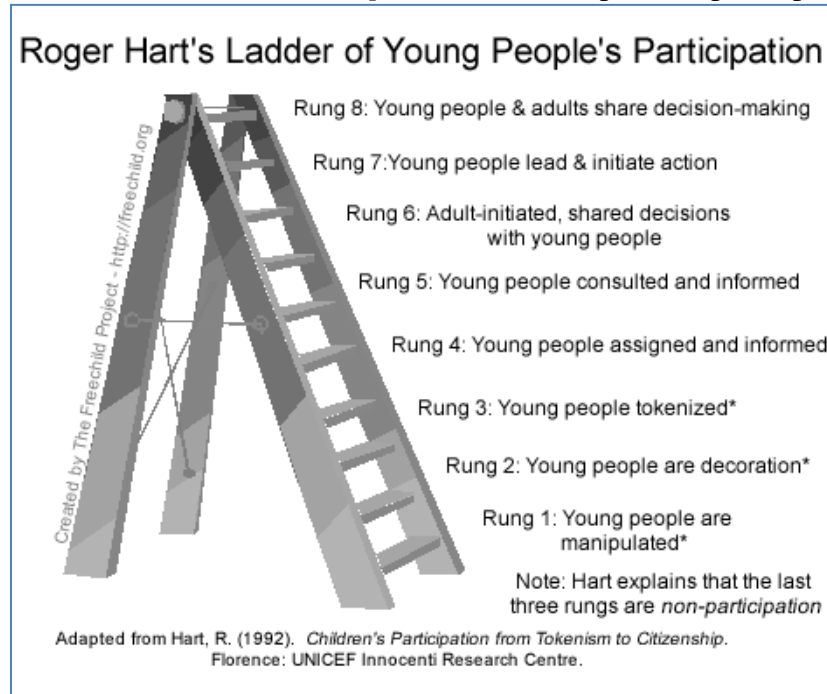 Roger Hart's Ladder of Young People's Participation
Rung 8: Young people & adults share decision-making
Rung 7:Young people lead & initiate action
Rung 6: Adult-initiated, shared decisions
with young people
Rung 5: Young people consulted and informed
Rung 4: Young people assigned and informed
Rung 3: Young people tokenized*
Rung 2: Young people are decoration*
Rung 1: Young people are
manipulated*
Note: Hart explains that the last
three rungs are non-participation
Created by The Freechild Project - http://freechild.org
Adapted from Hart, R. (1992). Children's Participation from Tokenism to Citizenship.
Florence: UNICEF Innocenti Research Centre.